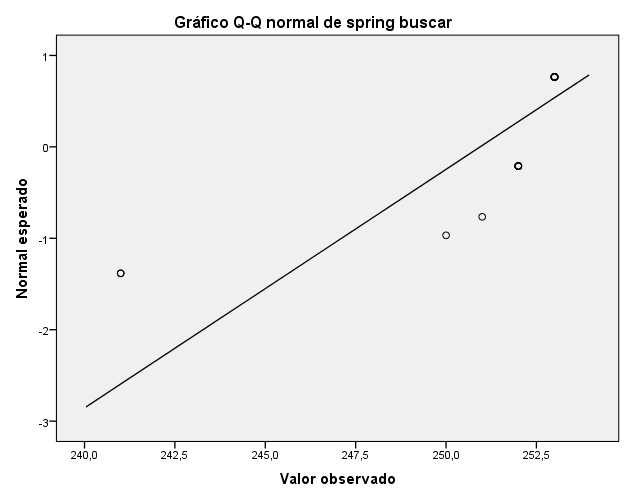 Gráfico Q-Q normal de spring buscar
Normal esperado
1
0
-1
-2
-3
240,0 242,5 245,0 247,5 250,0 252,5
Valor observado